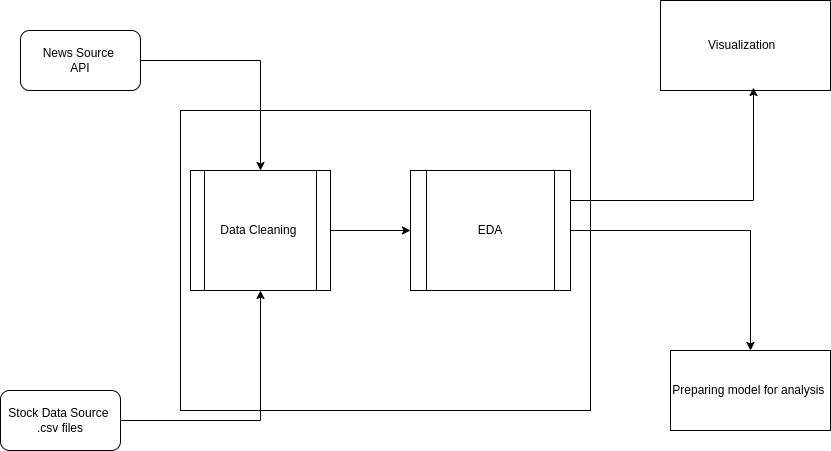 News Source
API
Visualization
Data Cleaning
EDA
Stock Data Source
.csv files
Preparing model for analysis